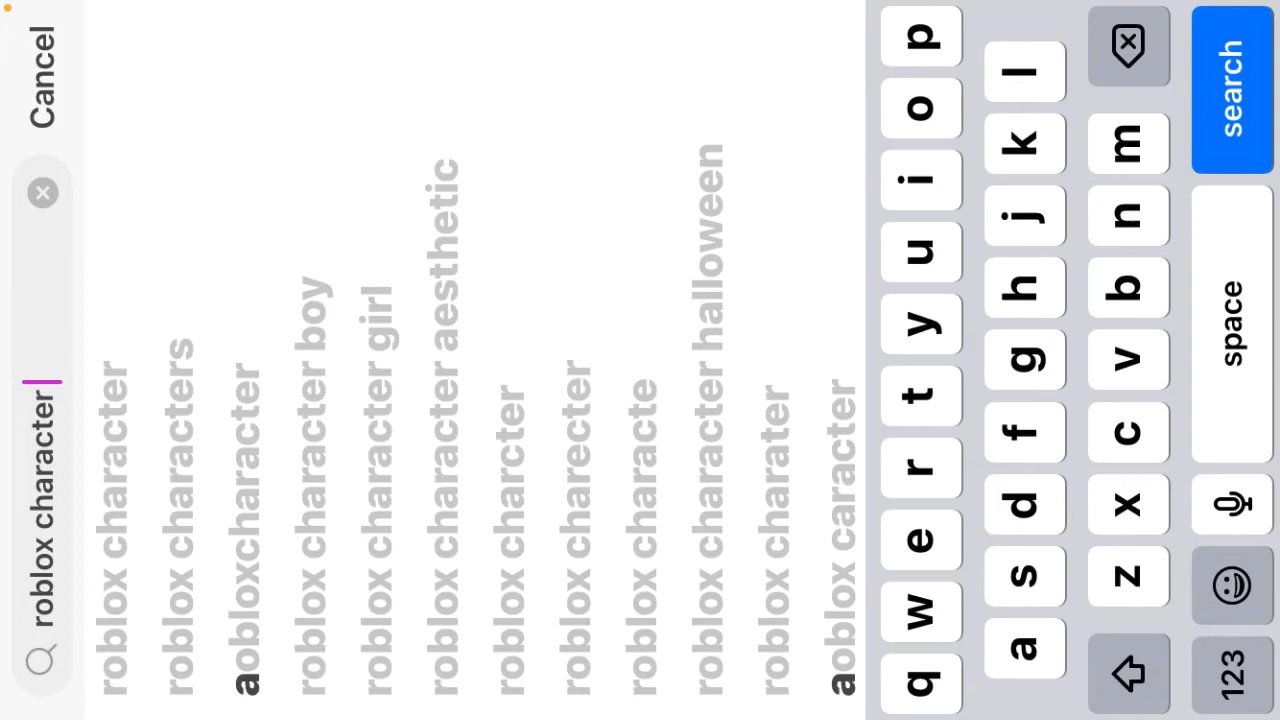 roblox character
Cancel
roblox character
roblox characters
aobloxcharacter
roblox character boy
roblox character girl
roblox character aesthetic
roblox charcter
roblox charecter
roblox characte
roblox character halloween
roblox charater
aoblox caracter
q w e r t y u i o p
a s d f g h j k l
z x c v b n m
123 space search